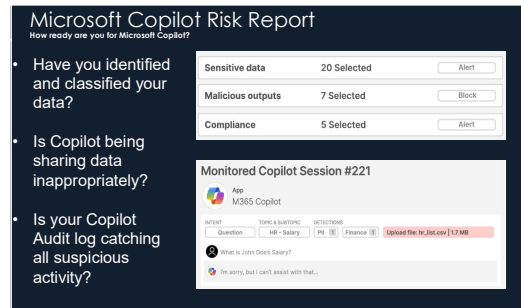 Microsoft Copilot Risk Report
How ready are you for Microsoft Copilot?
• Have you identified
and classified your
data?
• Is Copilot being
sharing data
inappropriately?
• Is your Copilot
Audit log catching
all suspicious
activity?
Sensitive data 20 Selected Alert
Malicious outputs 7 Selected Block
Compliance 5 Selected Alert
Monitored Copilot Session #221
App
M365 Copilot
INTENT TOPIC & SUBTOPIC DETECTIONS
Question HR - Salary PII 1 Finance 1 Upload file: hr_list.csv | 1.7 MB
What is John Doe's Salary?
I'm sorry, but I can't assist with that...